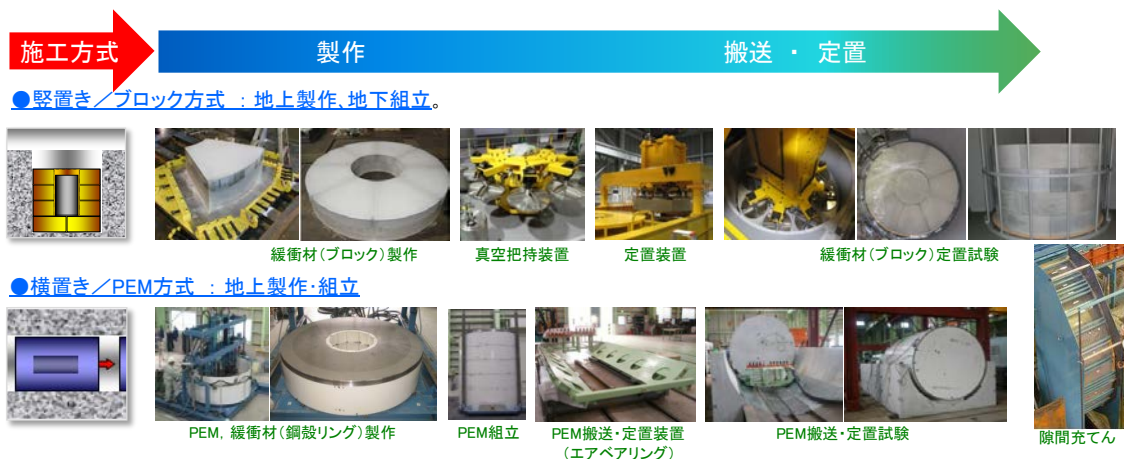 施工方式
製作
搬送 ・ 定置
●竪置き／ブロック方式 ：地上製作、地下組立。
緩衝材（ブロック）製作
真空把持装置
定置装置
緩衝材（ブロック）定置試験
●横置き／PEM方式 ：地上製作・組立
PEM, 緩衝材（鋼殻リング）製作
PEM組立
PEM搬送・定置装置
（エアベアリング）
PEM搬送・定置試験
隙間充てん